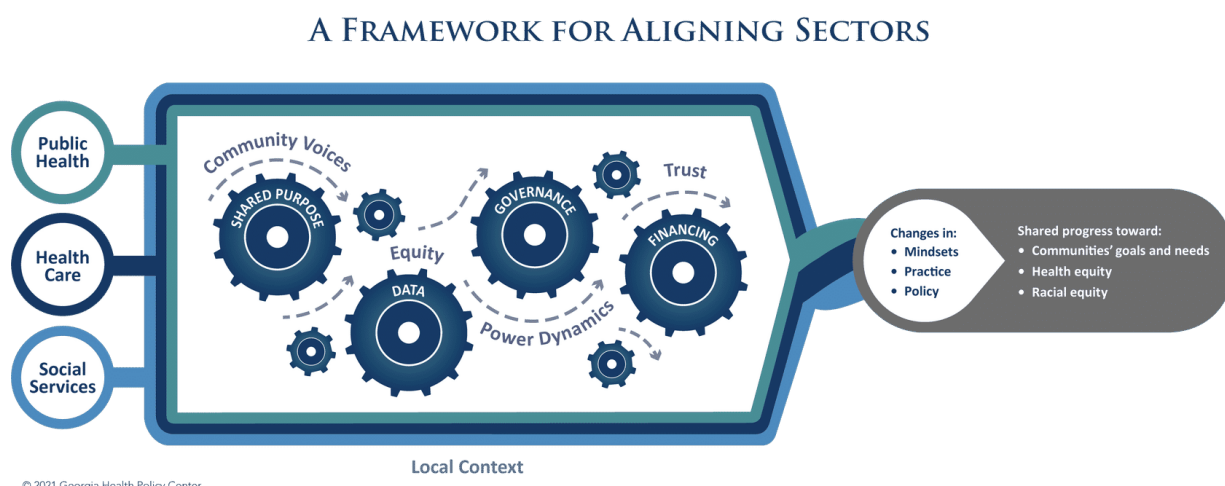 A FRAMEWORK FOR ALIGNING SECTORS
Public
Health
Health
Care
Social
Services
Community Voices
SHARED PURPOSE
Equity
DATA
GOVERNANCE
Power Dynamics
Trust
FINANCING
Changes in:
• Mindsets
• Practice
• Policy
Shared progress toward:
• Communities' goals and needs
• Health equity
• Racial equity
Local Context
© 2021 Georgia Health Policy Center